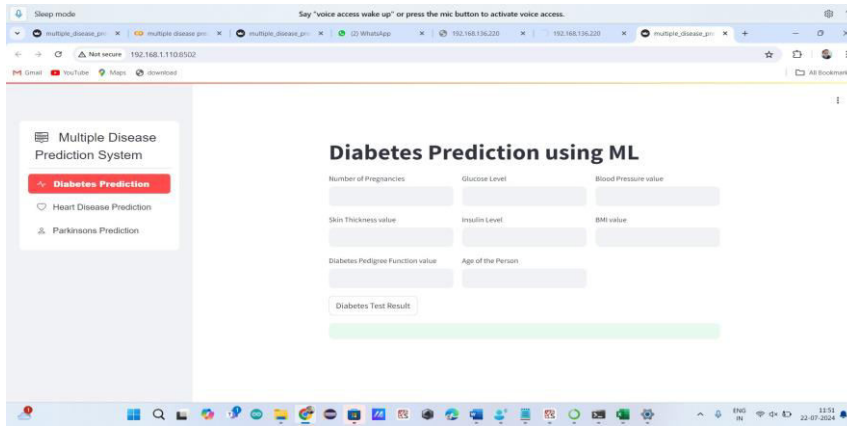 Sleep mode
Say "voice access wake up" or press the mic button to activate voice access.
multiple_disease_pre
multiple disease pre
multiple_disease_pre
(2) WhatsApp
192.168.136.220
192.168.136.220
multiple_disease_pre
Not secure 192.168.1.110:8502
Gmail YouTube Maps download
All Bookmark
Multiple Disease
Prediction System
Diabetes Prediction
Heart Disease Prediction
Parkinsons Prediction
Diabetes Prediction using ML
Number of Pregnancies Glucose Level Blood Pressure value
Skin Thickness value Insulin Level BMI value
Diabetes Pedigree Function value Age of the Person
Diabetes Test Result
ENG 11:51
IN 22-07-2024